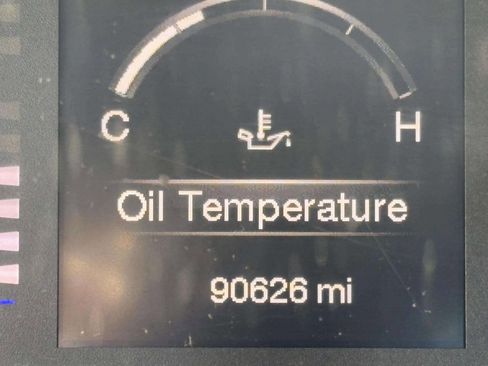 C H
Oil Temperature
90626 mi